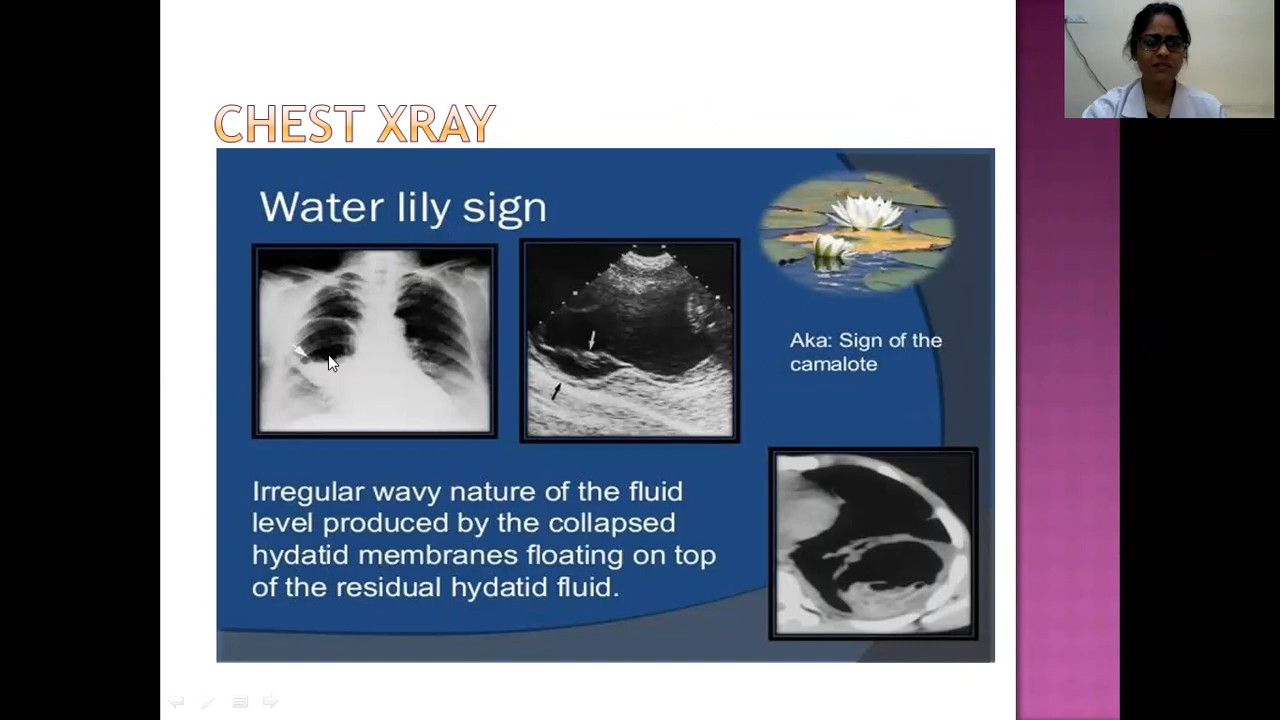 CHEST XRAY
Water lily sign
Aka: Sign of the
camalote
Irregular wavy nature of the fluid
level produced by the collapsed
hydatid membranes floating on top
of the residual hydatid fluid.